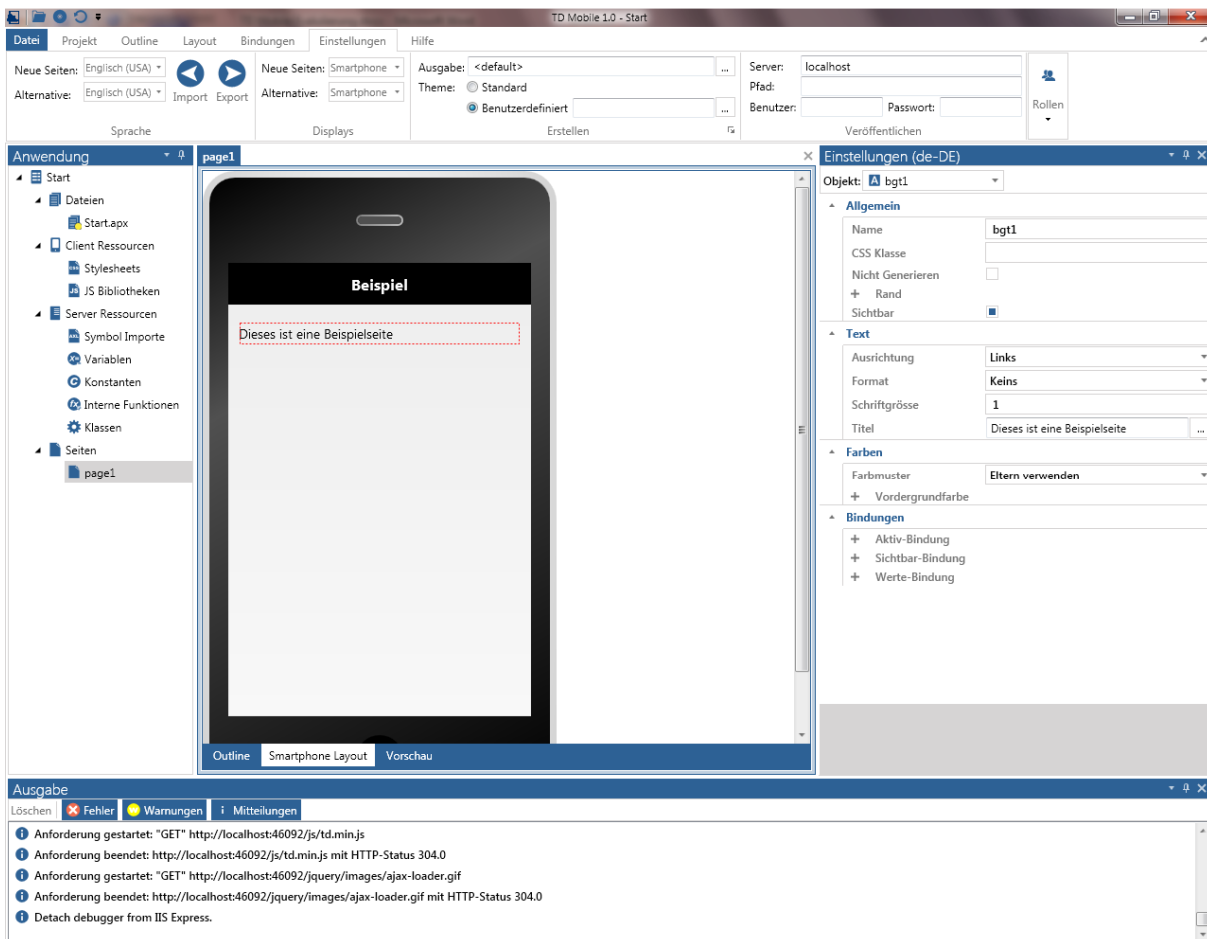 TD Mobile 1.0 - Start
Datei Projekt Outline Layout Bindungen Einstellungen Hilfe
Neue Seiten: Englisch (USA)
Alternative: Englisch (USA)
Import Export
Sprache
Neue Seiten: Smartphone
Alternative: Smartphone
Displays
Ausgabe: <default> ...
Theme: Standard
Benutzerdefiniert ...
Erstellen
Server: localhost
Pfad:
Benutzer: Passwort:
Veröffentlichen
Rollen
Anwendung
Start
Dateien
Start.apx
Client Ressourcen
Stylesheets
JS Bibliotheken
Server Ressourcen
Symbol Importe
Variablen
Konstanten
Interne Funktionen
Klassen
Seiten
page1
page1
Beispiel
Dieses ist eine Beispielseite
Outline Smartphone Layout Vorschau
Einstellungen (de-DE)
Objekt: A bgt1
Allgemein
Name bgt1
CSS Klasse
Nicht Generieren
+ Rand
Sichtbar
Text
Ausrichtung Links
Format Keins
Schriftgrösse 1
Titel Dieses ist eine Beispielseite ...
Farben
Farbmuster Eltern verwenden
+ Vordergrundfarbe
Bindungen
+ Aktiv-Bindung
+ Sichtbar-Bindung
+ Werte-Bindung
Ausgabe
Löschen Fehler Warnungen i Mitteilungen
Anforderung gestartet: "GET" http://localhost:46092/js/td.min.js
Anforderung beendet: http://localhost:46092/js/td.min.js mit HTTP-Status 304.0
Anforderung gestartet: "GET" http://localhost:46092/jquery/images/ajax-loader.gif
Anforderung beendet: http://localhost:46092/jquery/images/ajax-loader.gif mit HTTP-Status 304.0
Detach debugger from IIS Express.